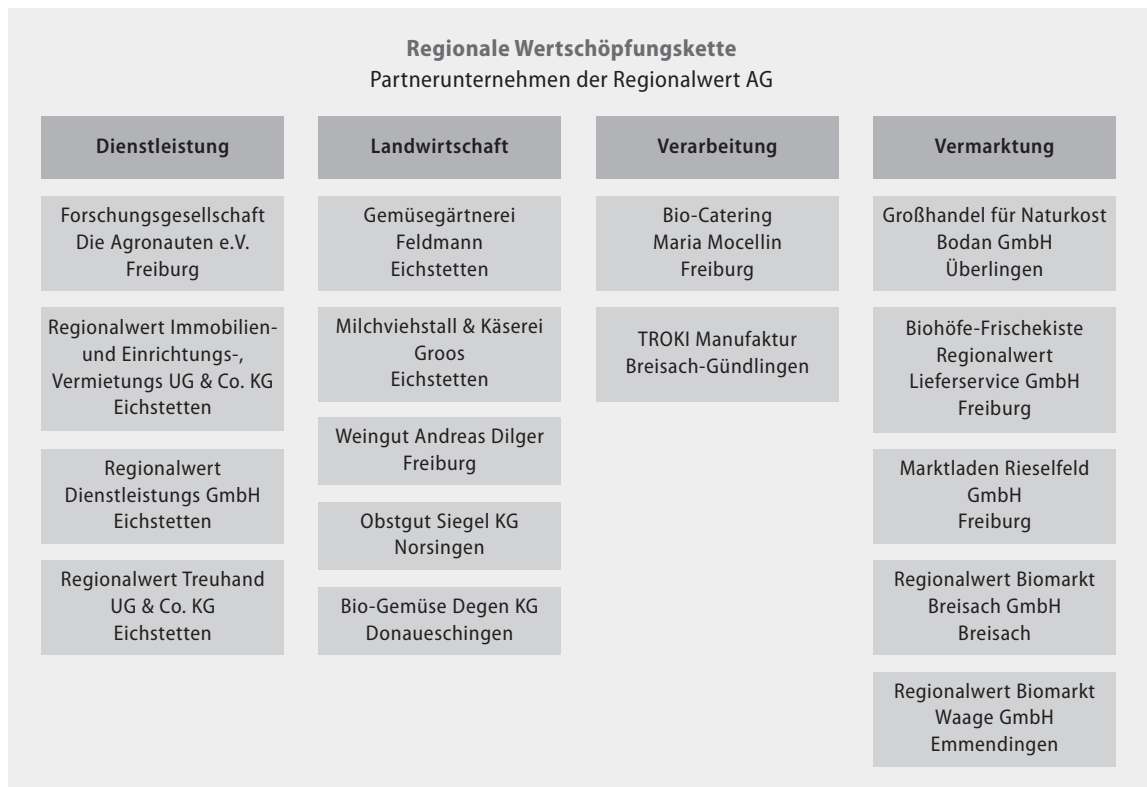 Regionale Wertschöpfungskette
Partnerunternehmen der Regionalwert AG
Dienstleistung
Forschungsgesellschaft
Die Agronauten e.V.
Freiburg
Regionalwert Immobilien-
und Einrichtungs-,
Vermietungs UG & Co. KG
Eichstetten
Regionalwert
Dienstleistungs GmbH
Eichstetten
Regionalwert Treuhand
UG & Co. KG
Eichstetten
Landwirtschaft
Gemüsegärtnerei
Feldmann
Eichstetten
Milchviehstall & Käserei
Groos
Eichstetten
Weingut Andreas Dilger
Freiburg
Obstgut Siegel KG
Norsingen
Bio-Gemüse Degen KG
Donaueschingen
Verarbeitung
Bio-Catering
Maria Mocellin
Freiburg
TROKI Manufaktur
Breisach-Gündlingen
Vermarktung
Großhandel für Naturkost
Bodan GmbH
Überlingen
Biohöfe-Frischekiste
Regionalwert
Lieferservice GmbH
Freiburg
Marktladen Rieselfeld
GmbH
Freiburg
Regionalwert Biomarkt
Breisach GmbH
Breisach
Regionalwert Biomarkt
Waage GmbH
Emmendingen